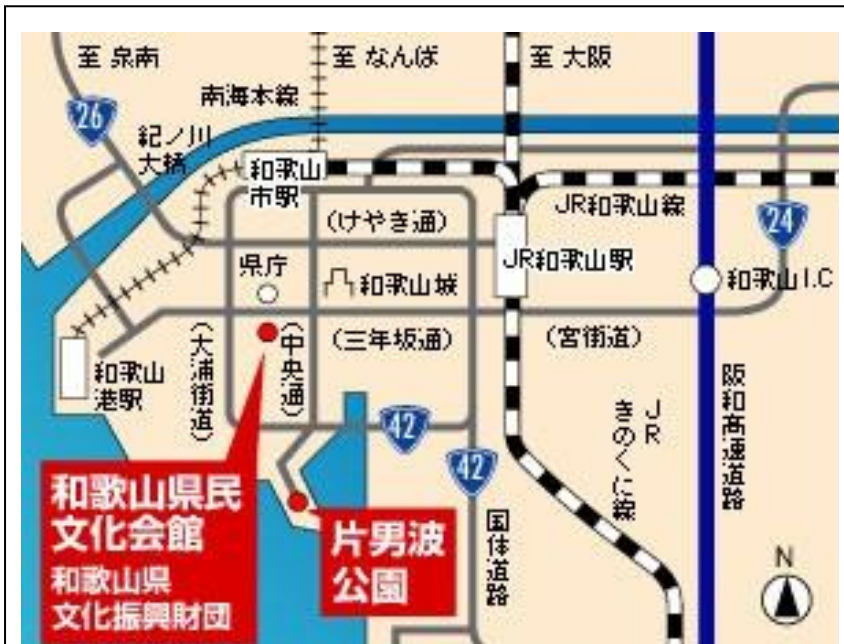 至 泉南
至 なんば
至 大阪
南海本線
26
紀ノ川
大橋
和歌山
市駅
JR和歌山線
(けやき通)
24
県庁
和歌山城
JR和歌山駅
和歌山I.C
(大浦街道)
(中央通)
(三年坂通)
(宮街道)
和歌山
港駅
阪和高速道路
JR
きのくに線
42
42
和歌山県民
文化会館
和歌山県
文化振興財団
片男波
公園
国体道路
N